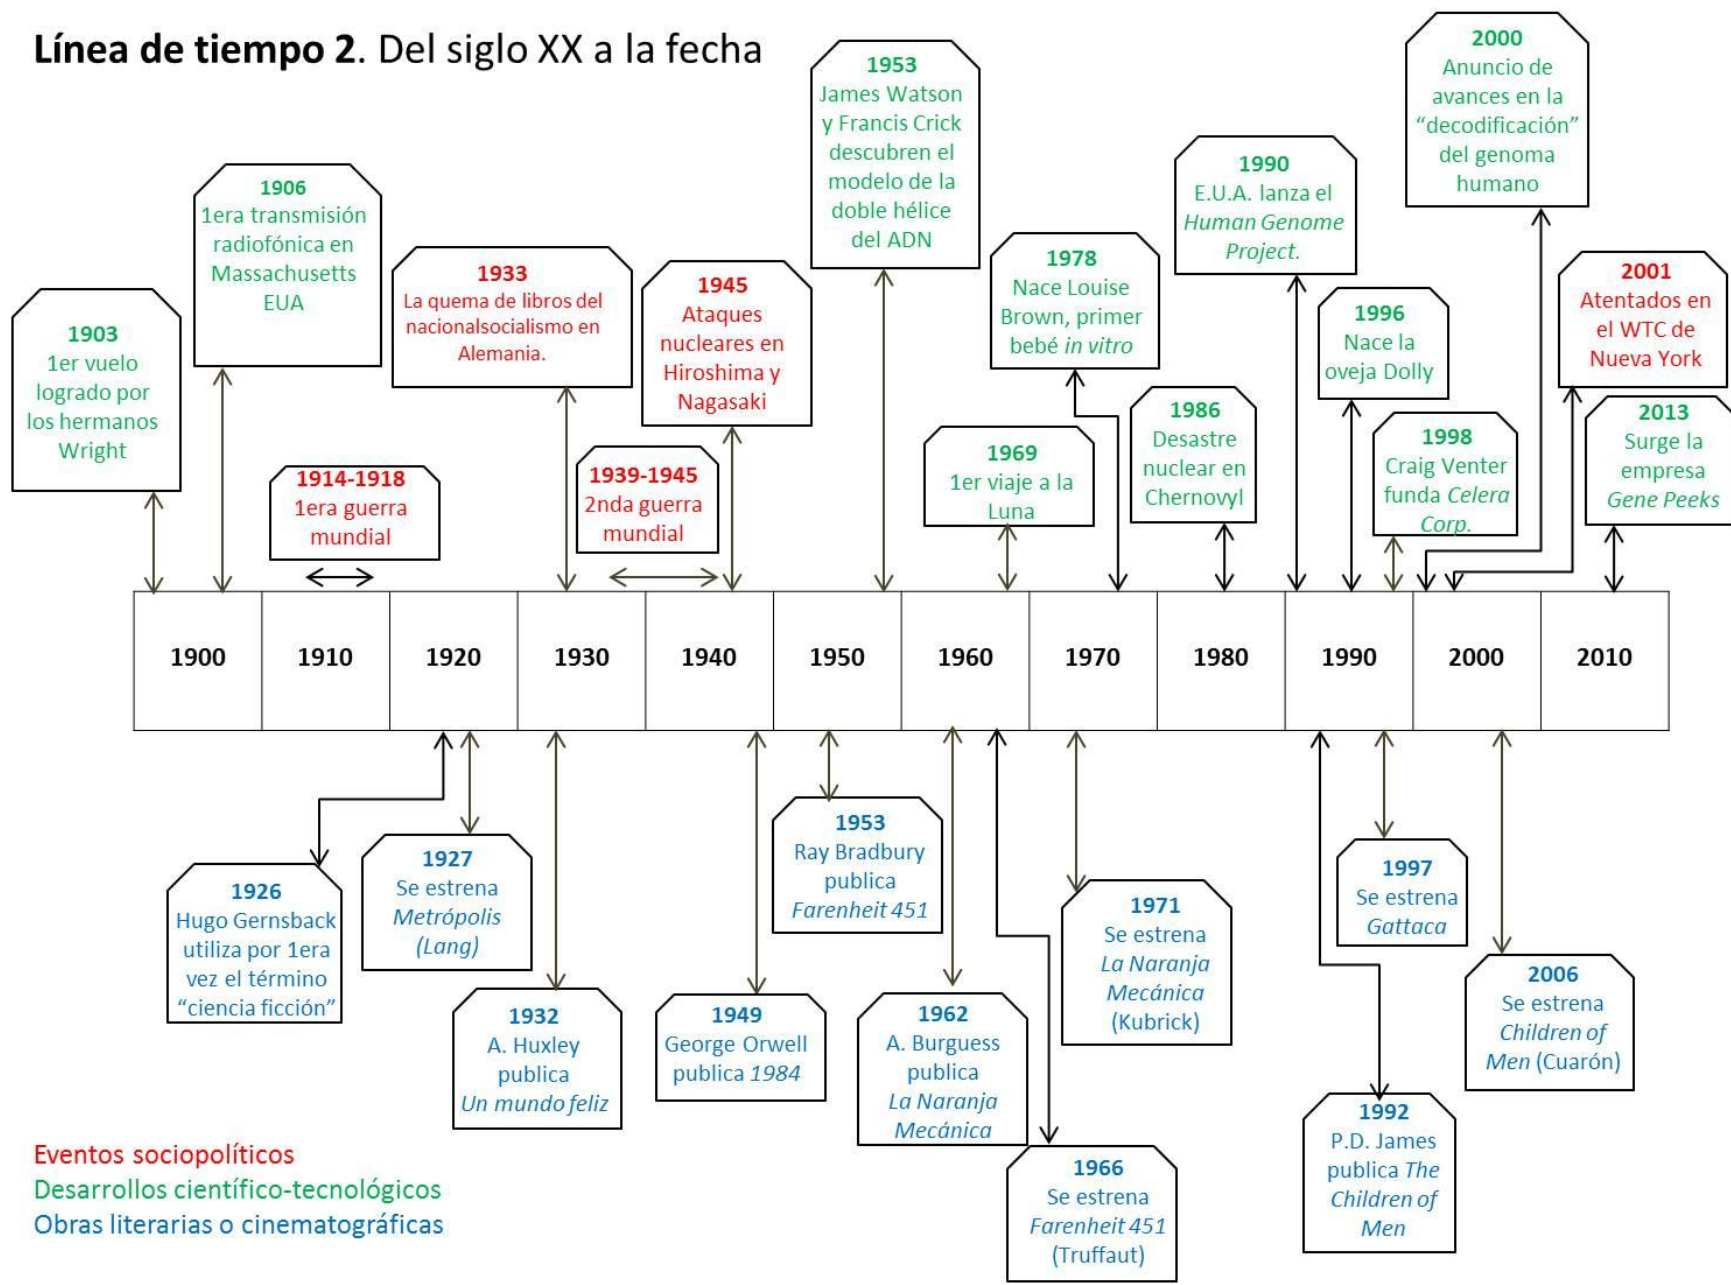 Línea de tiempo 2. Del siglo XX a la fecha
1903
1er vuelo
logrado por
los hermanos
Wright
1906
1era transmisión
radiofónica en
Massachusetts
EUA
1914-1918
1era guerra
mundial
1933
La quema de libros del
nacionalsocialismo en
Alemania.
1939-1945
2nda guerra
mundial
1945
Ataques
nucleares en
Hiroshima y
Nagasaki
1953
James Watson
y Francis Crick
descubren el
modelo de la
doble hélice
del ADN
1969
1er viaje a la
Luna
1978
Nace Louise
Brown, primer
bebé in vitro
1986
Desastre
nuclear en
Chernovyl
1990
E.U.A. lanza el
Human Genome
Project.
1996
Nace la
oveja Dolly
1998
Craig Venter
funda Celera
Corp.
2000
Anuncio de
avances en la
“decodificación”
del genoma
humano
2001
Atentados en
el WTC de
Nueva York
2013
Surge la
empresa
Gene Peeks
1900
1910
1920
1930
1940
1950
1960
1970
1980
1990
2000
2010
1926
Hugo Gernsback
utiliza por 1era
vez el término
“ciencia ficción”
1927
Se estrena
Metrópolis
(Lang)
1932
A. Huxley
publica
Un mundo feliz
1949
George Orwell
publica 1984
1953
Ray Bradbury
publica
Farenheit 451
1962
A. Burguess
publica
La Naranja
Mecánica
1966
Se estrena
Farenheit 451
(Truffaut)
1971
Se estrena
La Naranja
Mecánica
(Kubrick)
1992
P.D. James
publica The
Children of
Men
1997
Se estrena
Gattaca
2006
Se estrena
Children of
Men (Cuarón)
Eventos sociopolíticos
Desarrollos científico-tecnológicos
Obras literarias o cinematográficas